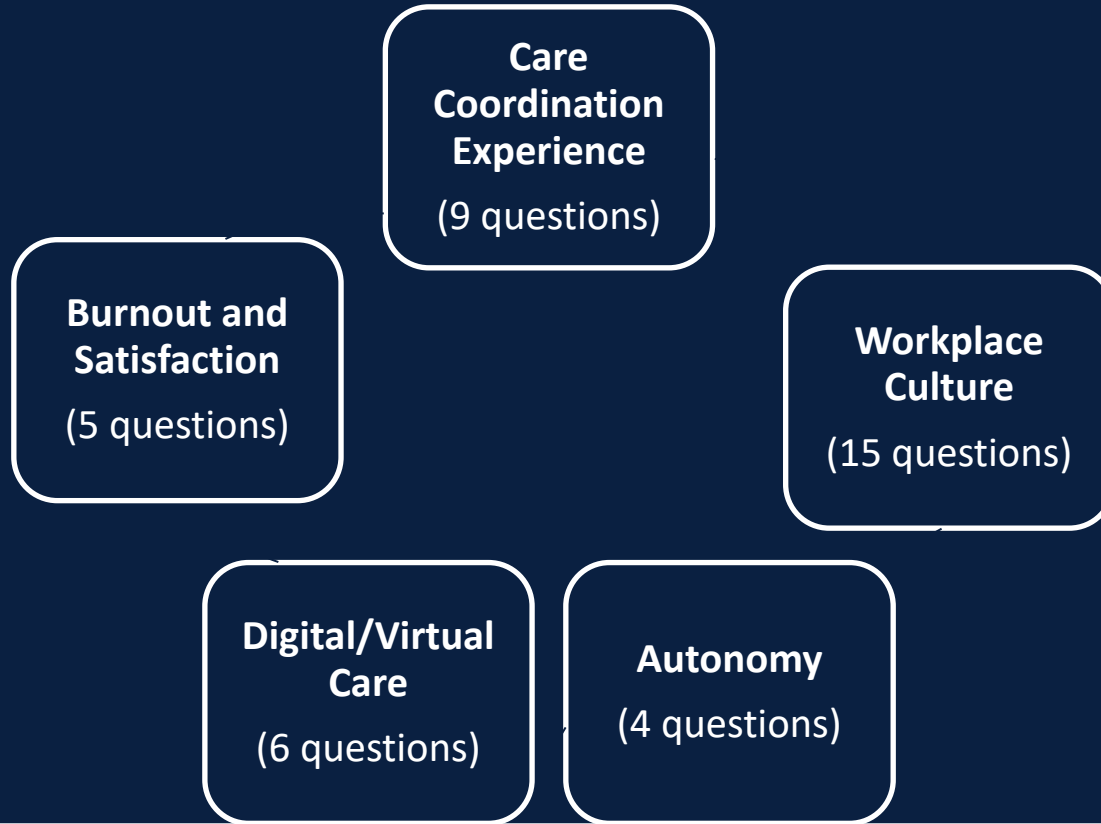 Care
Coordination
Experience
(9 questions)
Burnout and
Satisfaction
(5 questions)
Workplace
Culture
(15 questions)
Digital/Virtual
Care
(6 questions)
Autonomy
(4 questions)